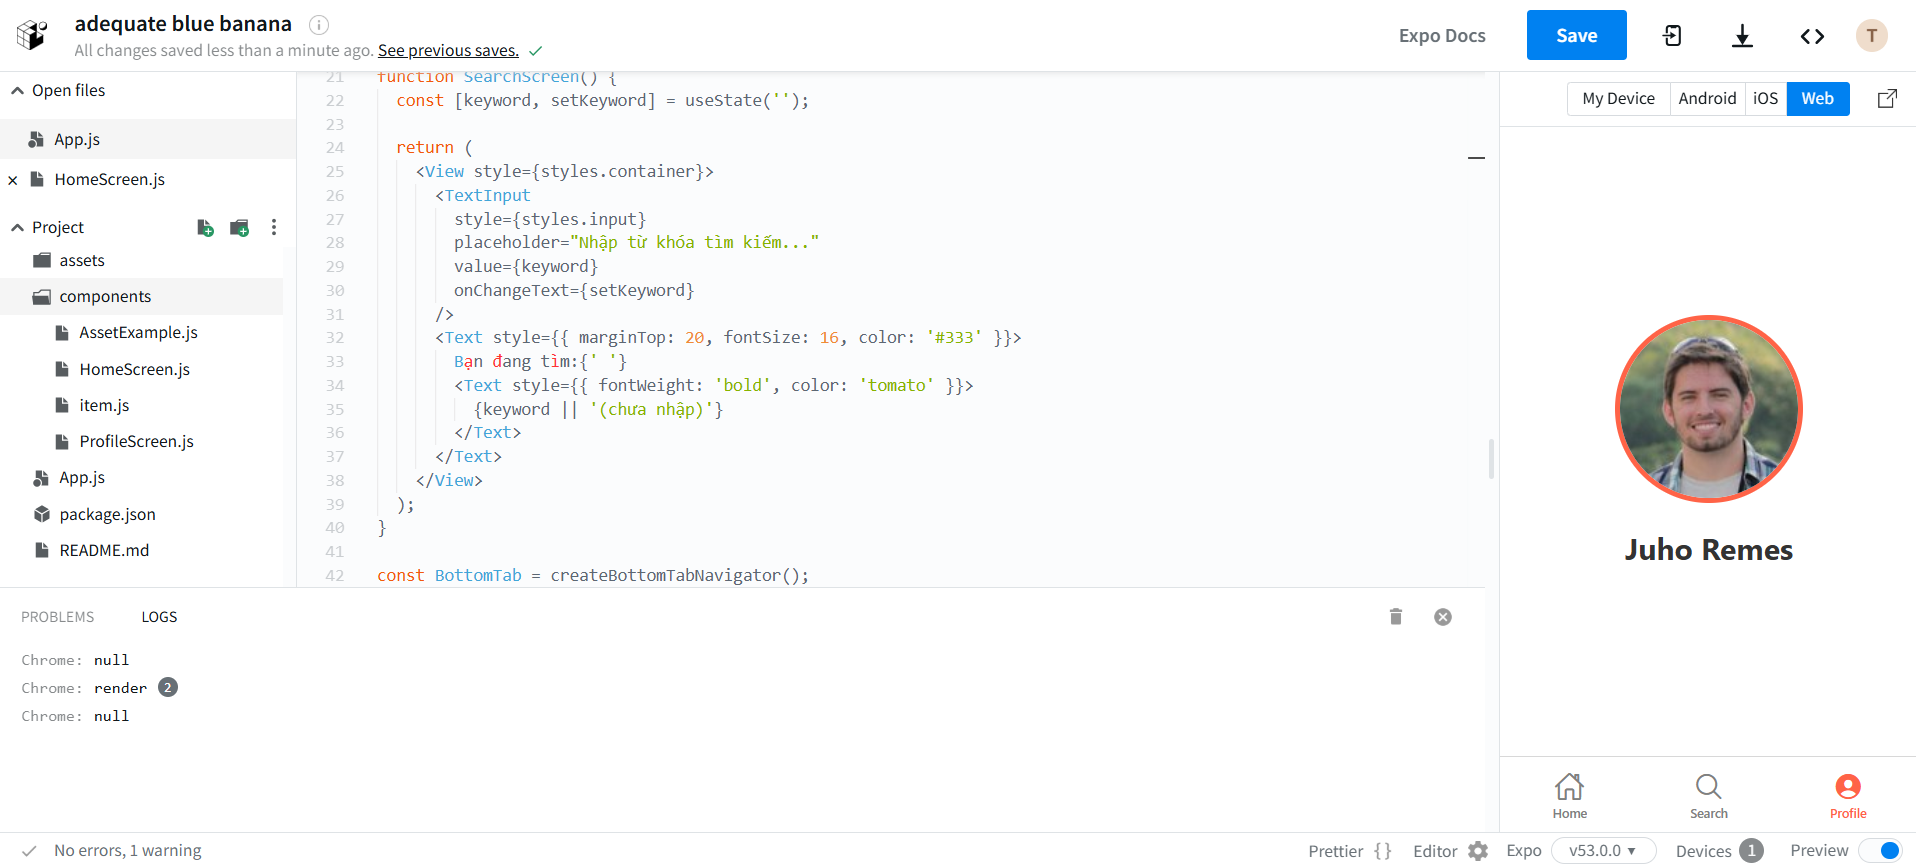 adequate blue banana
All changes saved less than a minute ago. See previous saves.
Expo Docs
Save
T
Open files
App.js
HomeScreen.js
Project
assets
components
AssetExample.js
HomeScreen.js
item.js
ProfileScreen.js
App.js
package.json
README.md
21 function SearchScreen() {
22 const [keyword, setKeyword] = useState('');
23
24 return (
25 <View style={styles.container}>
26 <TextInput
27 style={styles.input}
28 placeholder="Nhập từ khóa tìm kiếm..."
29 value={keyword}
30 onChangeText={setKeyword}
31 />
32 <Text style={{ marginTop: 20, fontSize: 16, color: '#333' }}>
33 Bạn đang tìm:{' '}
34 <Text style={{ fontWeight: 'bold', color: 'tomato' }}>
35 {keyword || '(chưa nhập)'}
36 </Text>
37 </Text>
38 </View>
39 );
40 }
41
42 const BottomTab = createBottomTabNavigator();
My Device Android iOS Web
Juho Remes
Home Search Profile
PROBLEMS LOGS
Chrome: null
Chrome: render 2
Chrome: null
No errors, 1 warning
Prettier {} Editor Expo v53.0.0 Devices 1 Preview